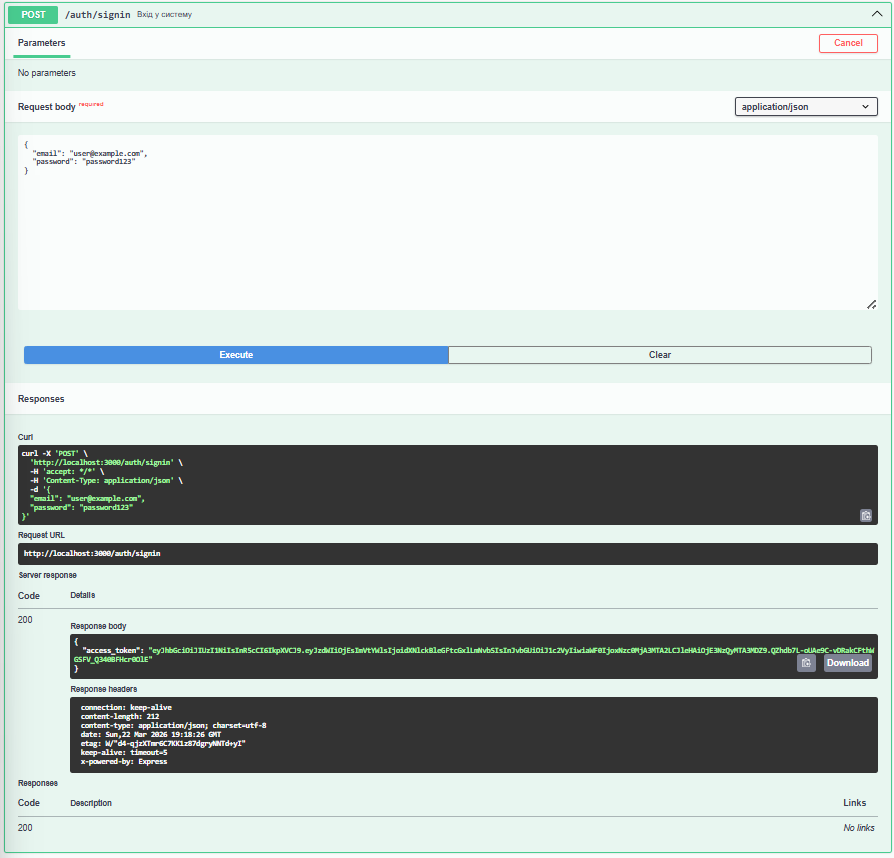 POST /auth/signin Вхід у систему
Parameters
Cancel
No parameters
Request body required
application/json
{
"email": "user@example.com",
"password": "password123"
}
Execute
Clear
Responses
Curl
curl -X 'POST' \
'http://localhost:3000/auth/signin' \
-H 'accept: */*' \
-H 'Content-Type: application/json' \
-d '{
"email": "user@example.com",
"password": "password123"
}'
Request URL
http://localhost:3000/auth/signin
Server response
Code Details
200
Response body
{
"access_token":
}
Download
Response headers
connection: keep-alive
content-length: 212
content-type: application/json; charset=utf-8
date: Sun,22 Mar 2026 19:18:26 GMT
etag: W/"d4-qjzXTmr6C7KK1z87dgryNNTd+yI"
keep-alive: timeout=5
x-powered-by: Express
Responses
Code Description Links
200 No links